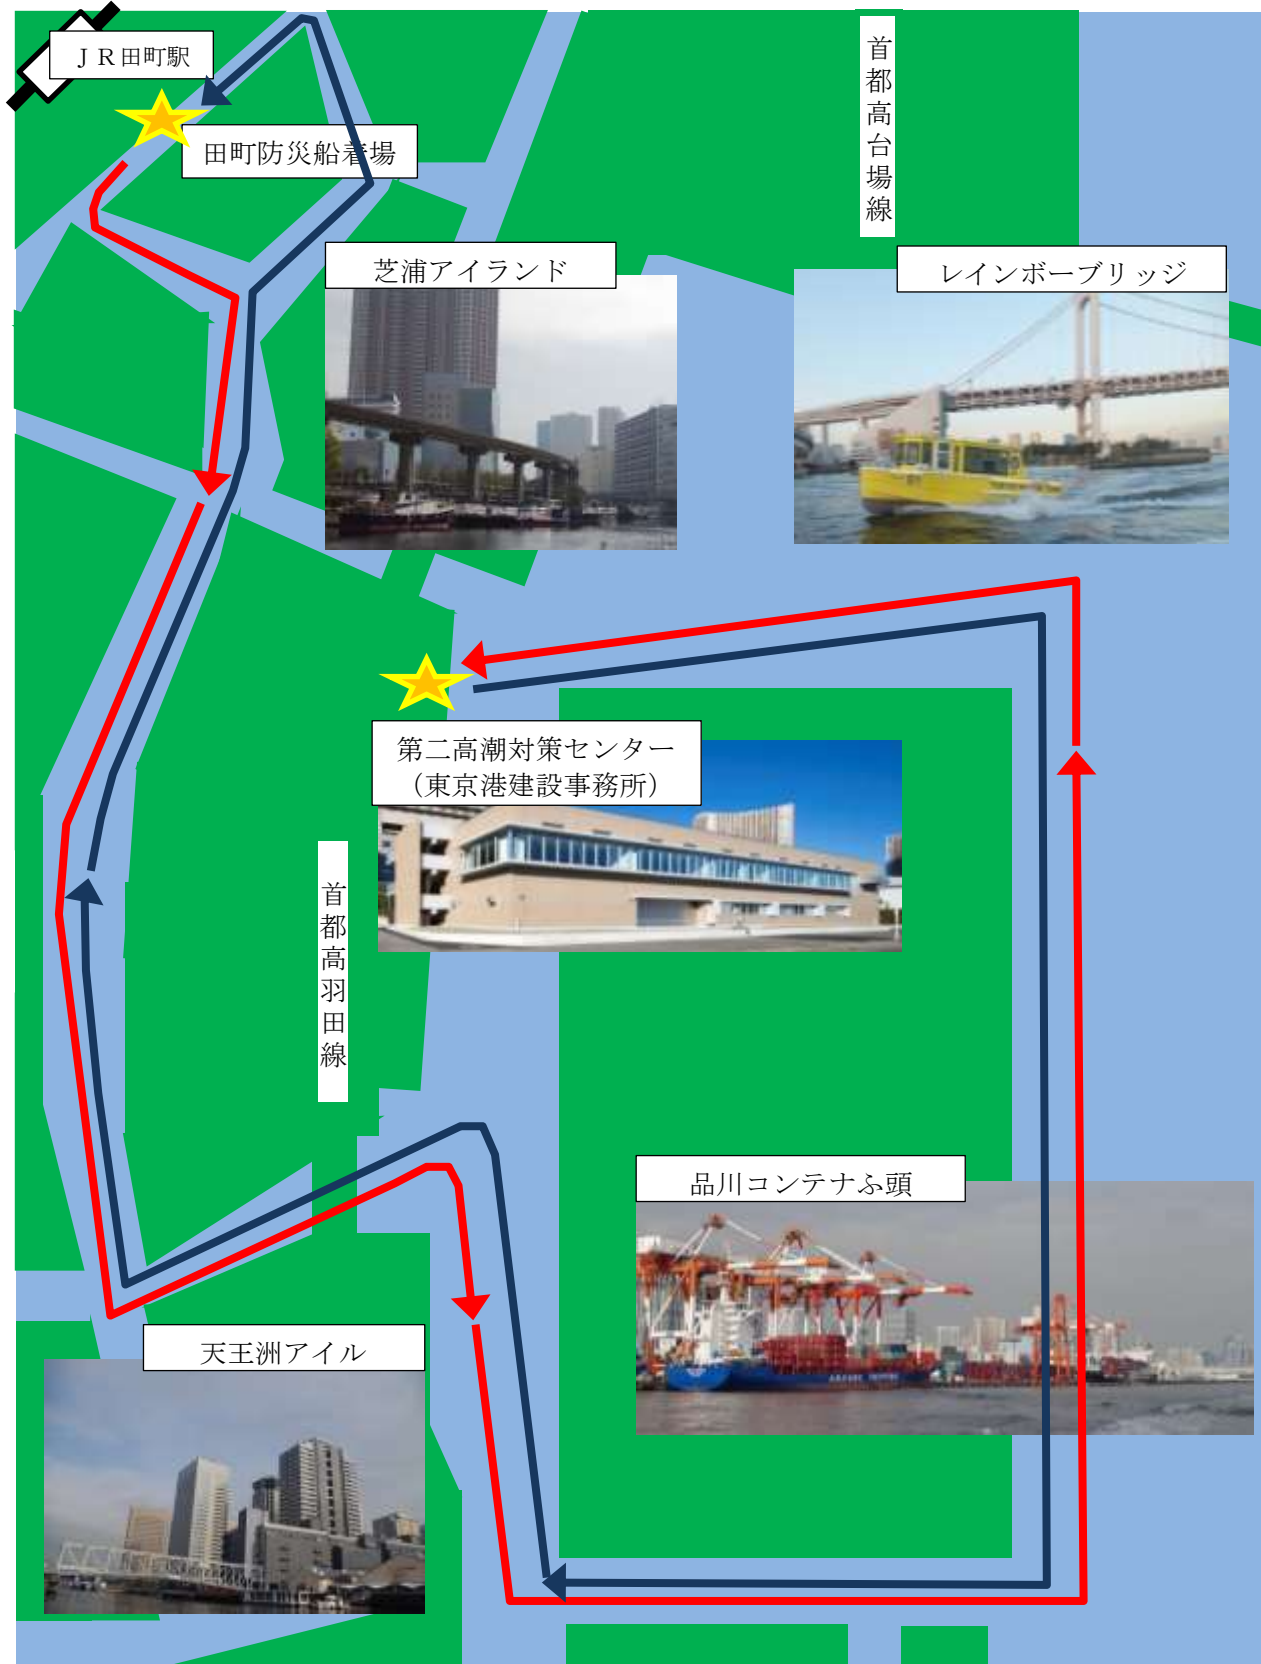 ＪＲ田町駅
田町防災船着場
首都高台場線
芝浦アイランド
レインボーブリッジ
第二高潮対策センター
（東京港建設事務所）
首都高羽田線
品川コンテナふ頭
天王洲アイル